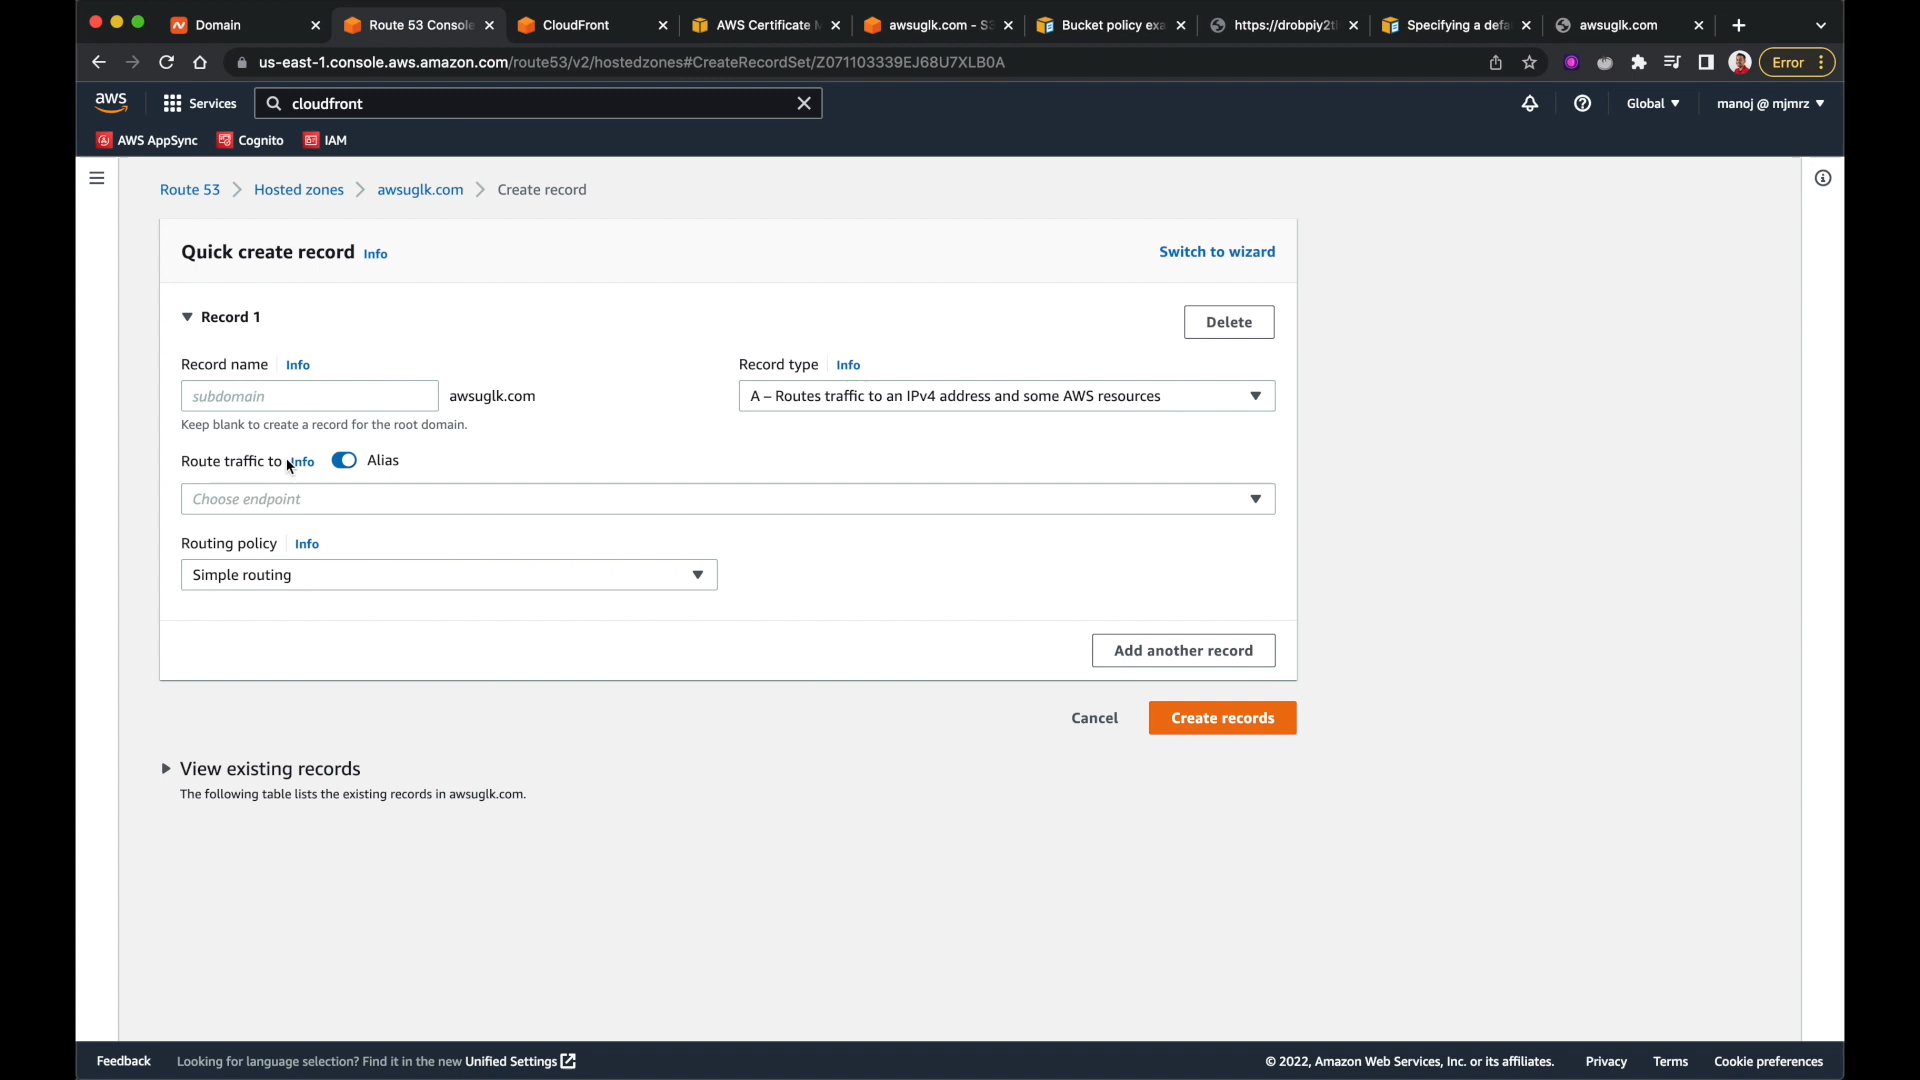 Domain
Route 53 Console
CloudFront
AWS Certificate M
awsuglk.com - S3
Bucket policy exa
https://drobpiy2t
Specifying a defa
awsuglk.com
us-east-1.console.aws.amazon.com/route53/v2/hostedzones#CreateRecordSet/Z071103339EJ68U7XLB0A
Error
aws
Services
cloudfront
Global
manoj @ mjmrz
AWS AppSync
Cognito
IAM
Route 53
Hosted zones
awsuglk.com
Create record
Quick create record Info
Switch to wizard
Record 1
Delete
Record name Info
Record type Info
subdomain
awsuglk.com
A – Routes traffic to an IPv4 address and some AWS resources
Keep blank to create a record for the root domain.
Route traffic to Info
Alias
Choose endpoint
Routing policy Info
Simple routing
Add another record
Cancel
Create records
View existing records
The following table lists the existing records in awsuglk.com.
Feedback
Looking for language selection? Find it in the new Unified Settings
© 2022, Amazon Web Services, Inc. or its affiliates.
Privacy
Terms
Cookie preferences